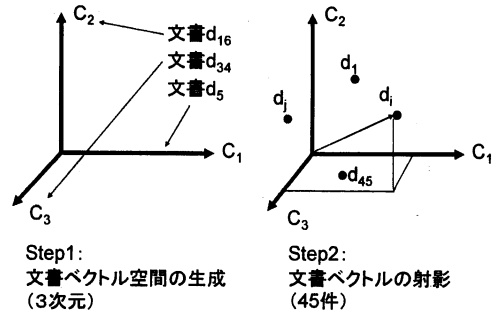 C2
文書d16
文書d34
文書d5
C1
C3
Step1:
文書ベクトル空間の生成
(3次元)
C2
d1
dj
di
C1
d45
C3
Step2:
文書ベクトルの射影
(45件)